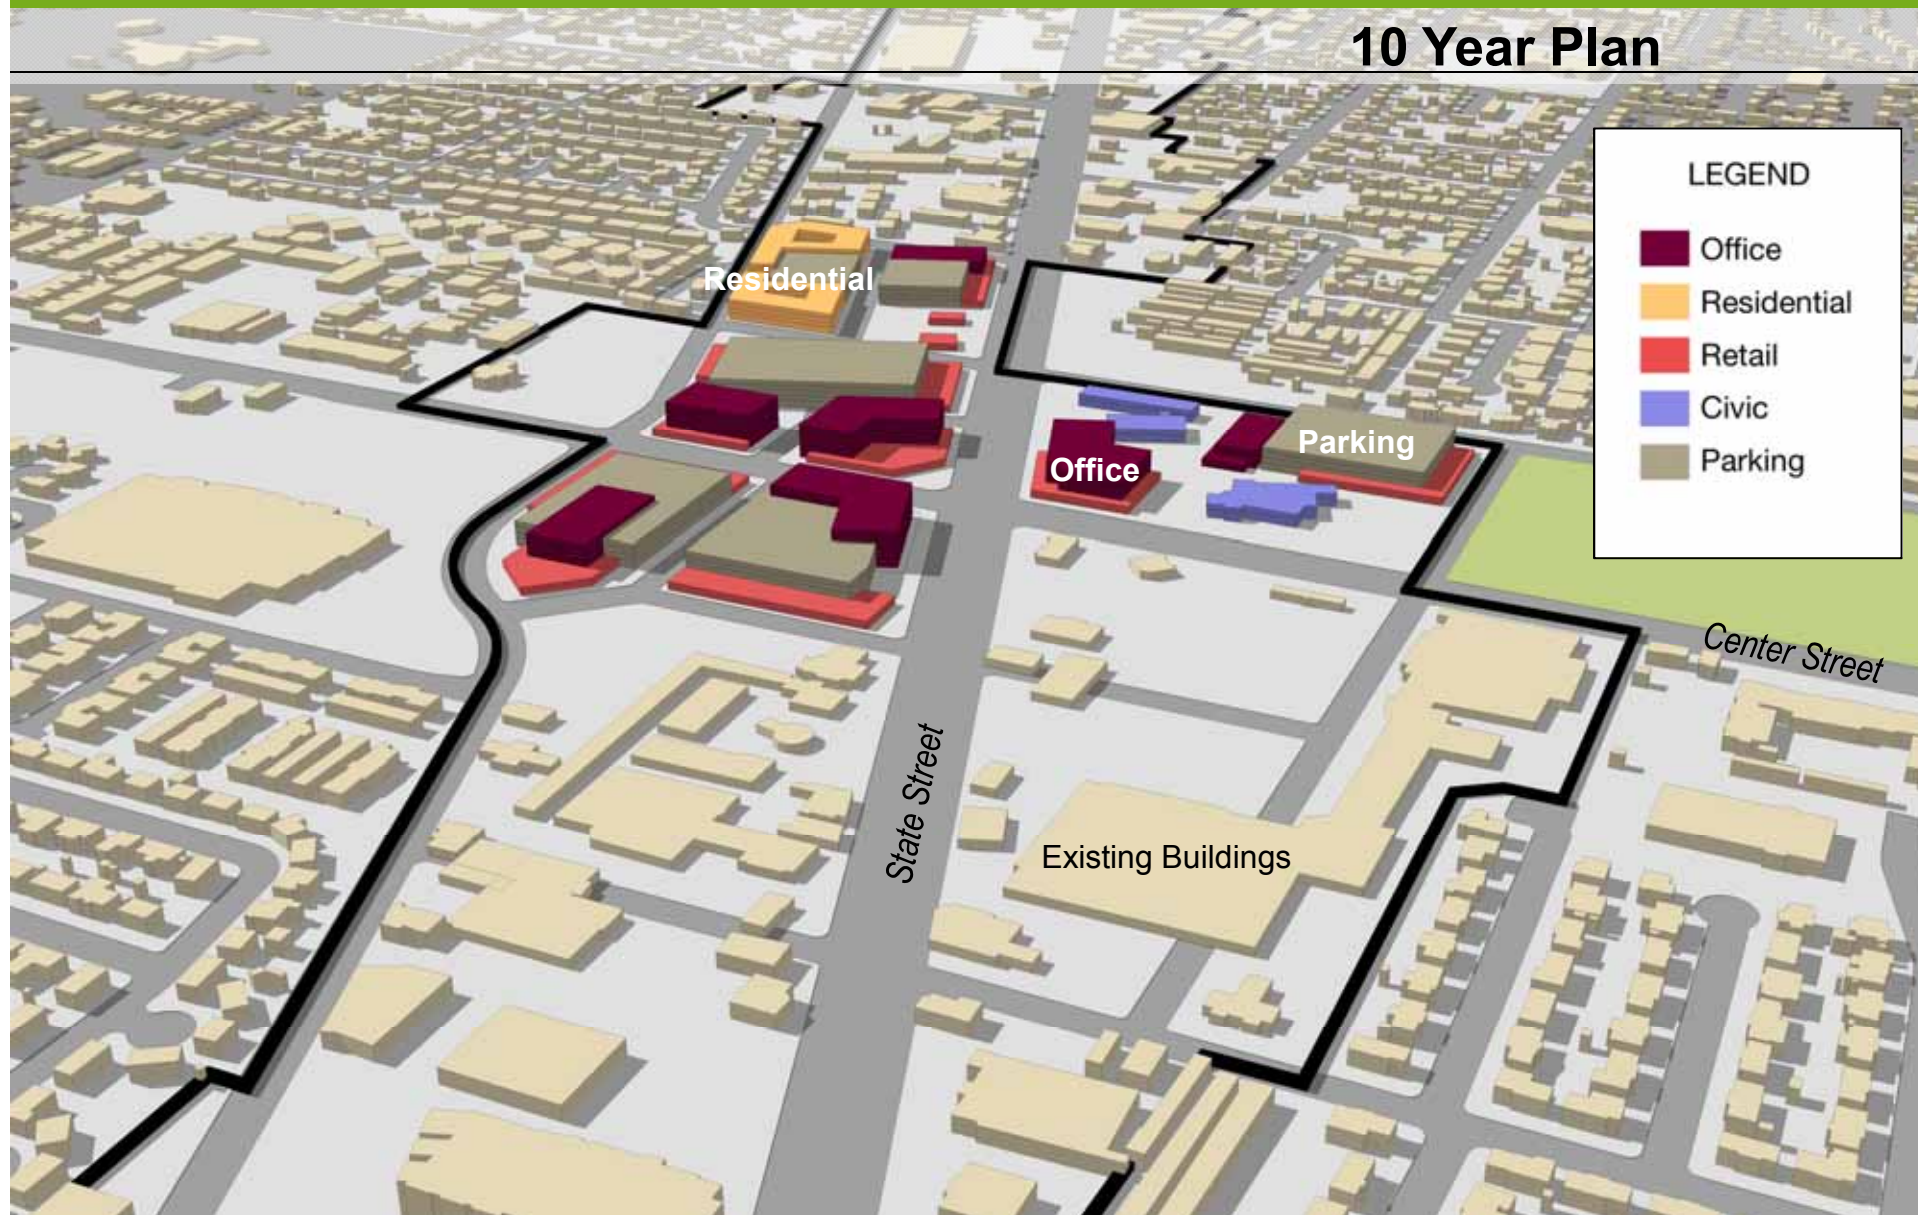 10 Year Plan
LEGEND
Office
Residential
Retail
Civic
Parking
Residential
Parking
Office
Center Street
State Street
Existing Buildings